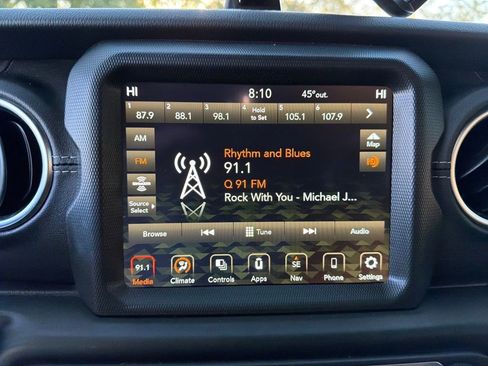 HI 8:10 45°out. HI
1 2 3 4 5 6
87.9 88.1 98.1 Hold to Set 105.1 107.9
AM
Map
FM
Rhythm and Blues
91.1
Q 91 FM
Rock With You - Michael J...
Source
Select
Browse Tune Audio
91.1 SE
Media Climate Controls Apps Nav Phone Settings